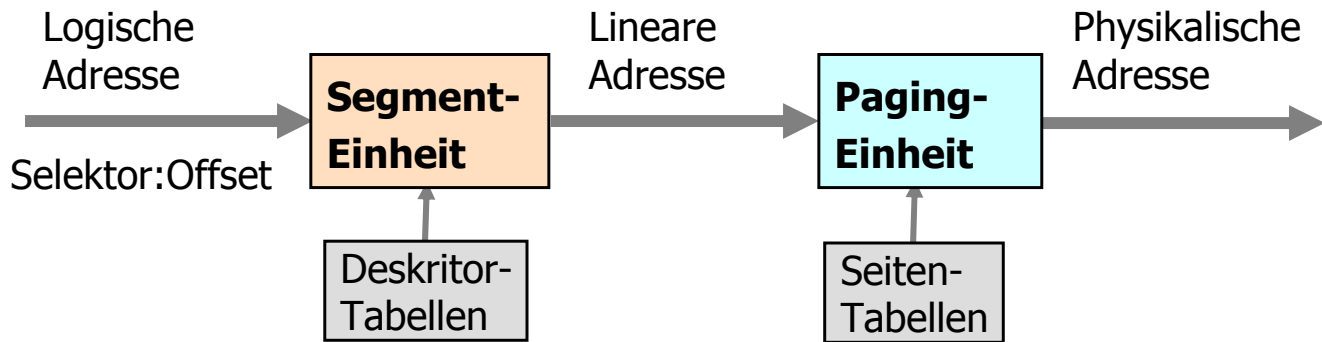 Logische
Adresse
Selektor:Offset
Segment-
Einheit
Deskritor-
Tabellen
Lineare
Adresse
Paging-
Einheit
Seiten-
Tabellen
Physikalische
Adresse